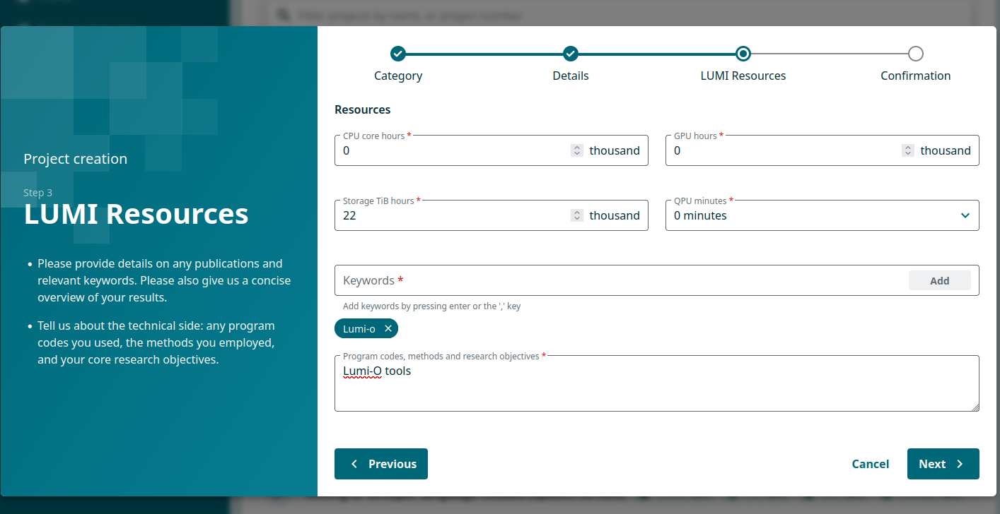 Filter projects by name, or project number
Category
Details
LUMI Resources
Confirmation
Project creation
Step 3
LUMI Resources
• Please provide details on any publications and
relevant keywords. Please also give us a concise
overview of your results.
• Tell us about the technical side: any program
codes you used, the methods you employed,
and your core research objectives.
Resources
CPU core hours *
0 thousand
GPU hours *
0 thousand
Storage TiB hours *
22 thousand
QPU minutes *
0 minutes
Keywords *
Add
Add keywords by pressing enter or the ',' key
Lumi-o
Program codes, methods and research objectives *
Lumi-O tools
Previous
Cancel
Next